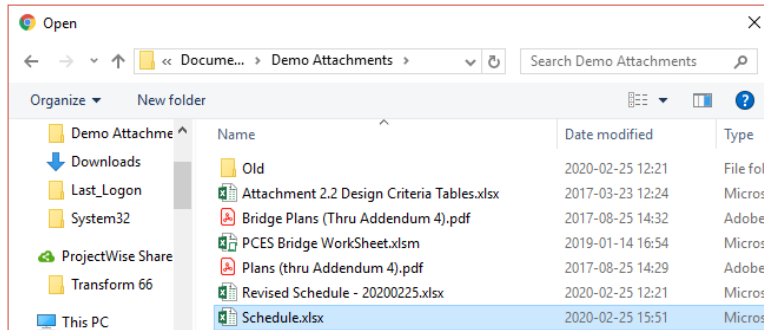 Open
« Docume... > Demo Attachments >
Search Demo Attachments
Organize
New folder
Demo Attachme
Downloads
Last_Logon
System32
ProjectWise Share
Transform 66
This PC
Name Date modified Type
Old 2020-02-25 12:21 File fol
Attachment 2.2 Design Criteria Tables.xlsx 2017-03-23 12:24 Micros
Bridge Plans (Thru Addendum 4).pdf 2017-08-25 14:32 Adobe
PCES Bridge WorkSheet.xlsm 2019-01-14 16:54 Micros
Plans (thru Addendum 4).pdf 2017-08-25 14:29 Adobe
Revised Schedule - 20200225.xlsx 2020-02-25 12:21 Micros
Schedule.xlsx 2020-02-25 15:51 Micros